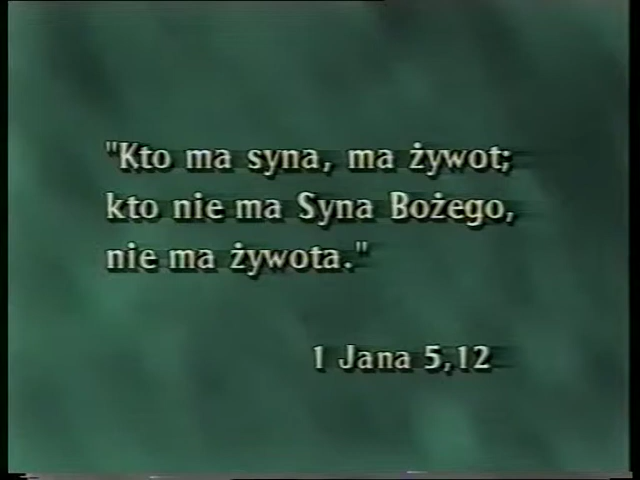 "Kto ma syna, ma żywot;
kto nie ma Syna Bożego,
nie ma żywota."
1 Jana 5,12